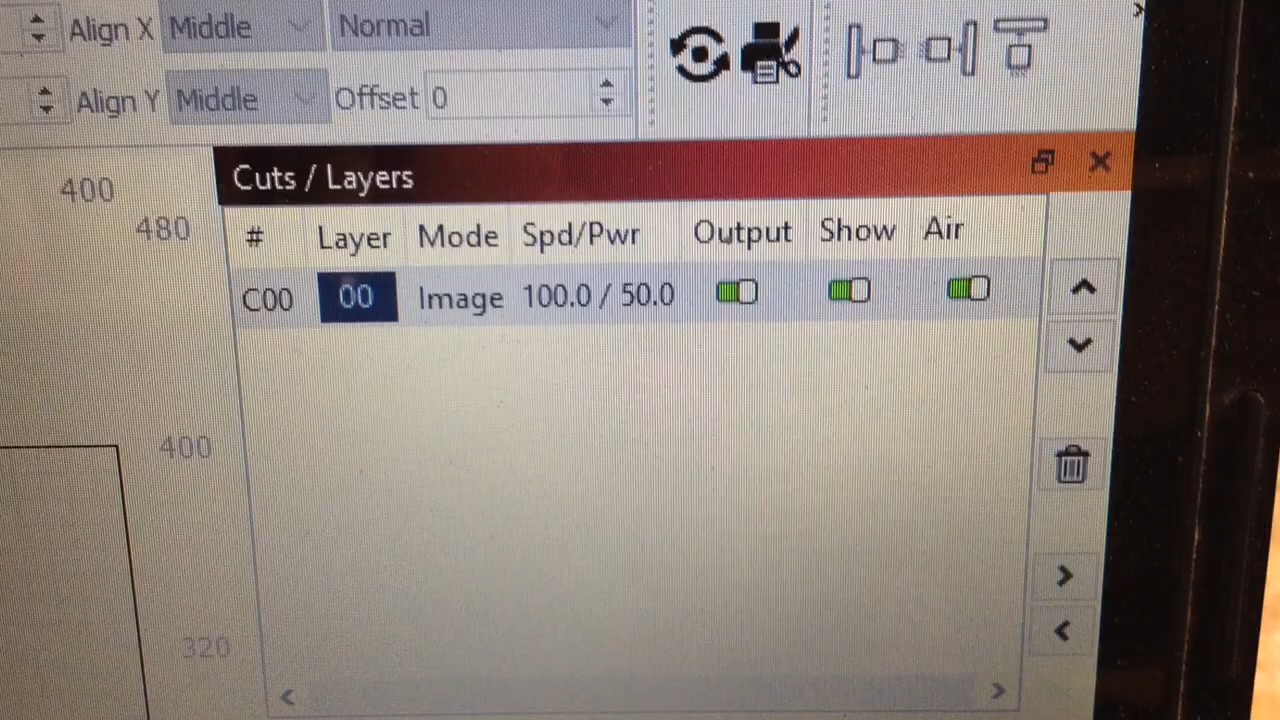 Align X Middle Normal
Align Y Middle Offset 0
400
480
Cuts / Layers
# Layer Mode Spd/Pwr Output Show Air
C00 00 Image 100.0 / 50.0
400
320